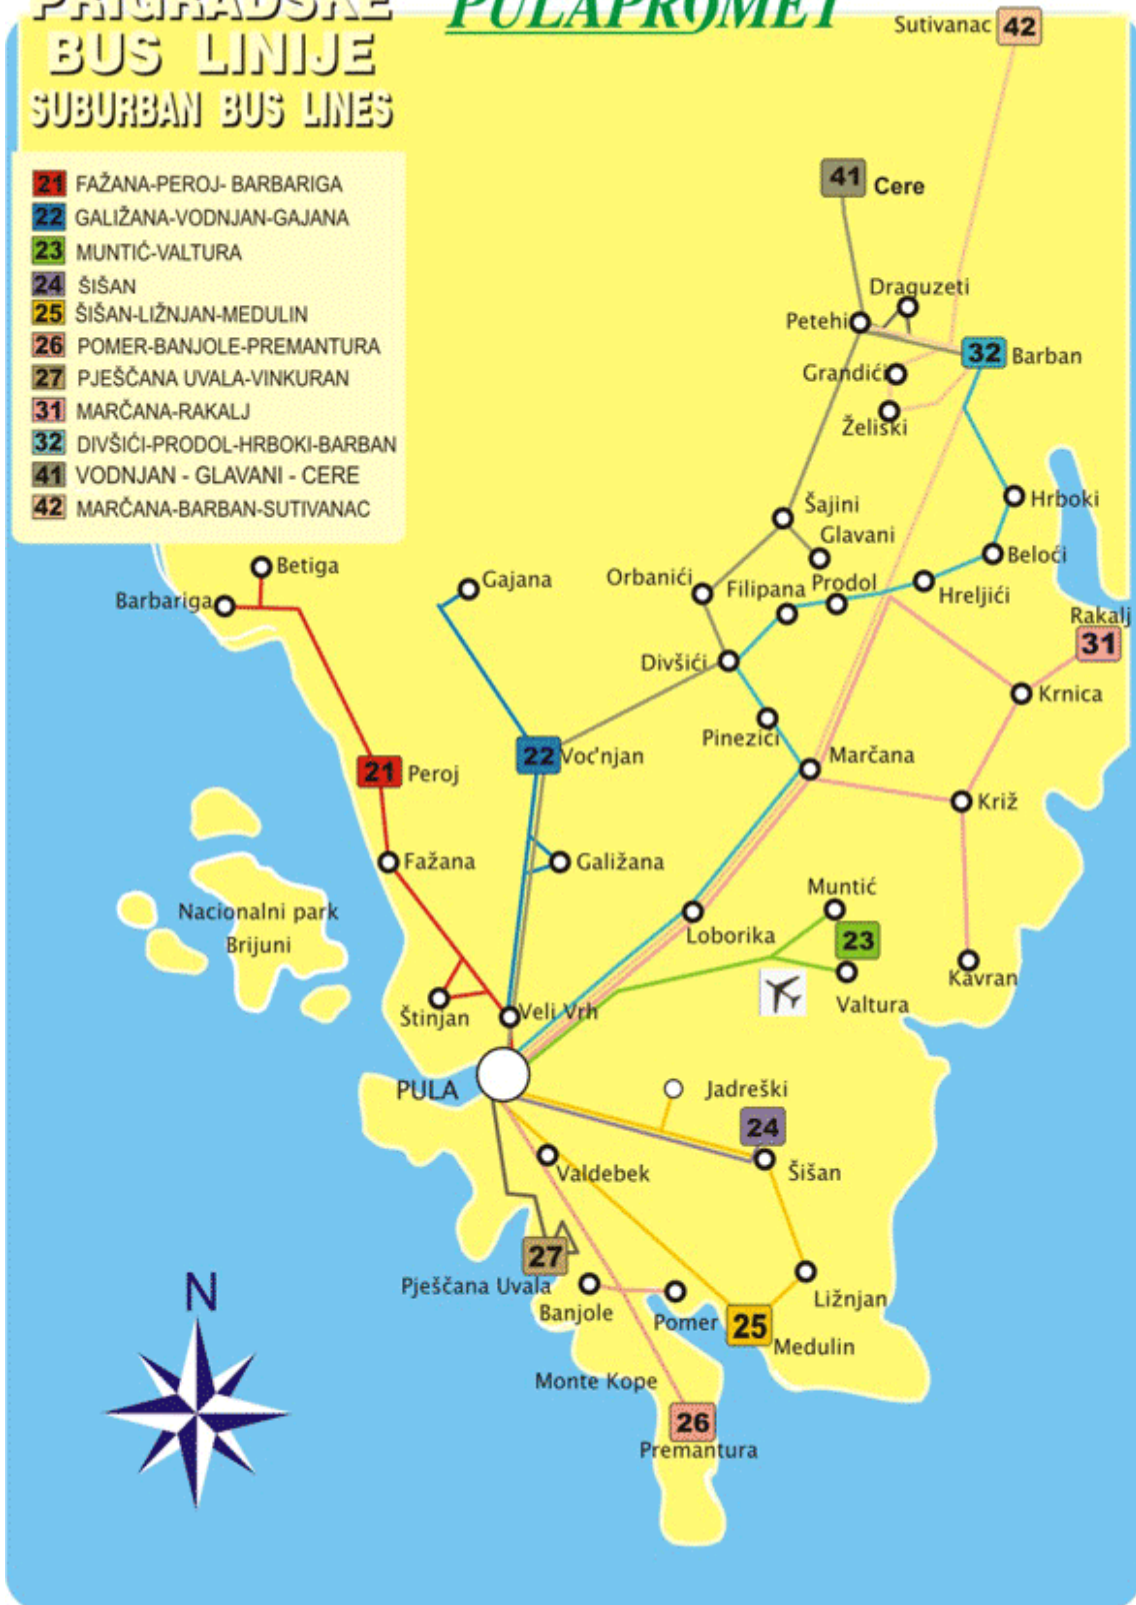 PRIGRADSKE
BUS LINIJE
SUBURBAN BUS LINES
PULAPROMET
21 FAŽANA-PEROJ- BARBARIGA
22 GALIŽANA-VODNJAN-GAJANA
23 MUNTIĆ-VALTURA
24 ŠIŠAN
25 ŠIŠAN-LIŽNJAN-MEDULIN
26 POMER-BANJOLE-PREMANTURA
27 PJEŠČANA UVALA-VINKURAN
31 MARČANA-RAKALJ
32 DIVŠIĆI-PRODOL-HRBOKI-BARBAN
41 VODNJAN - GLAVANI - CERE
42 MARČANA-BARBAN-SUTIVANAC
Sutivanac 42
41 Cere
Draguzeti
Petehi
32 Barban
Grandići
Želiski
Hrboki
Šajini
Glavani
Beloći
Betiga
Gajana
Orbanići
Filipana
Prodol
Hreljići
Barbariga
Rakalj
31
Divšići
Krnica
Pinezići
22 Voc'njan
Marčana
21 Peroj
Križ
Fažana
Galižana
Muntić
Nacionalni park
Brijuni
Loborika
23
Kavran
Valtura
Štinjan
Veli Vrh
PULA
Jadreški
24
Valdebek
Šišan
27
Pješčana Uvala
Banjole
Pomer
Ližnjan
25
Medulin
N
Monte Kope
26
Premantura